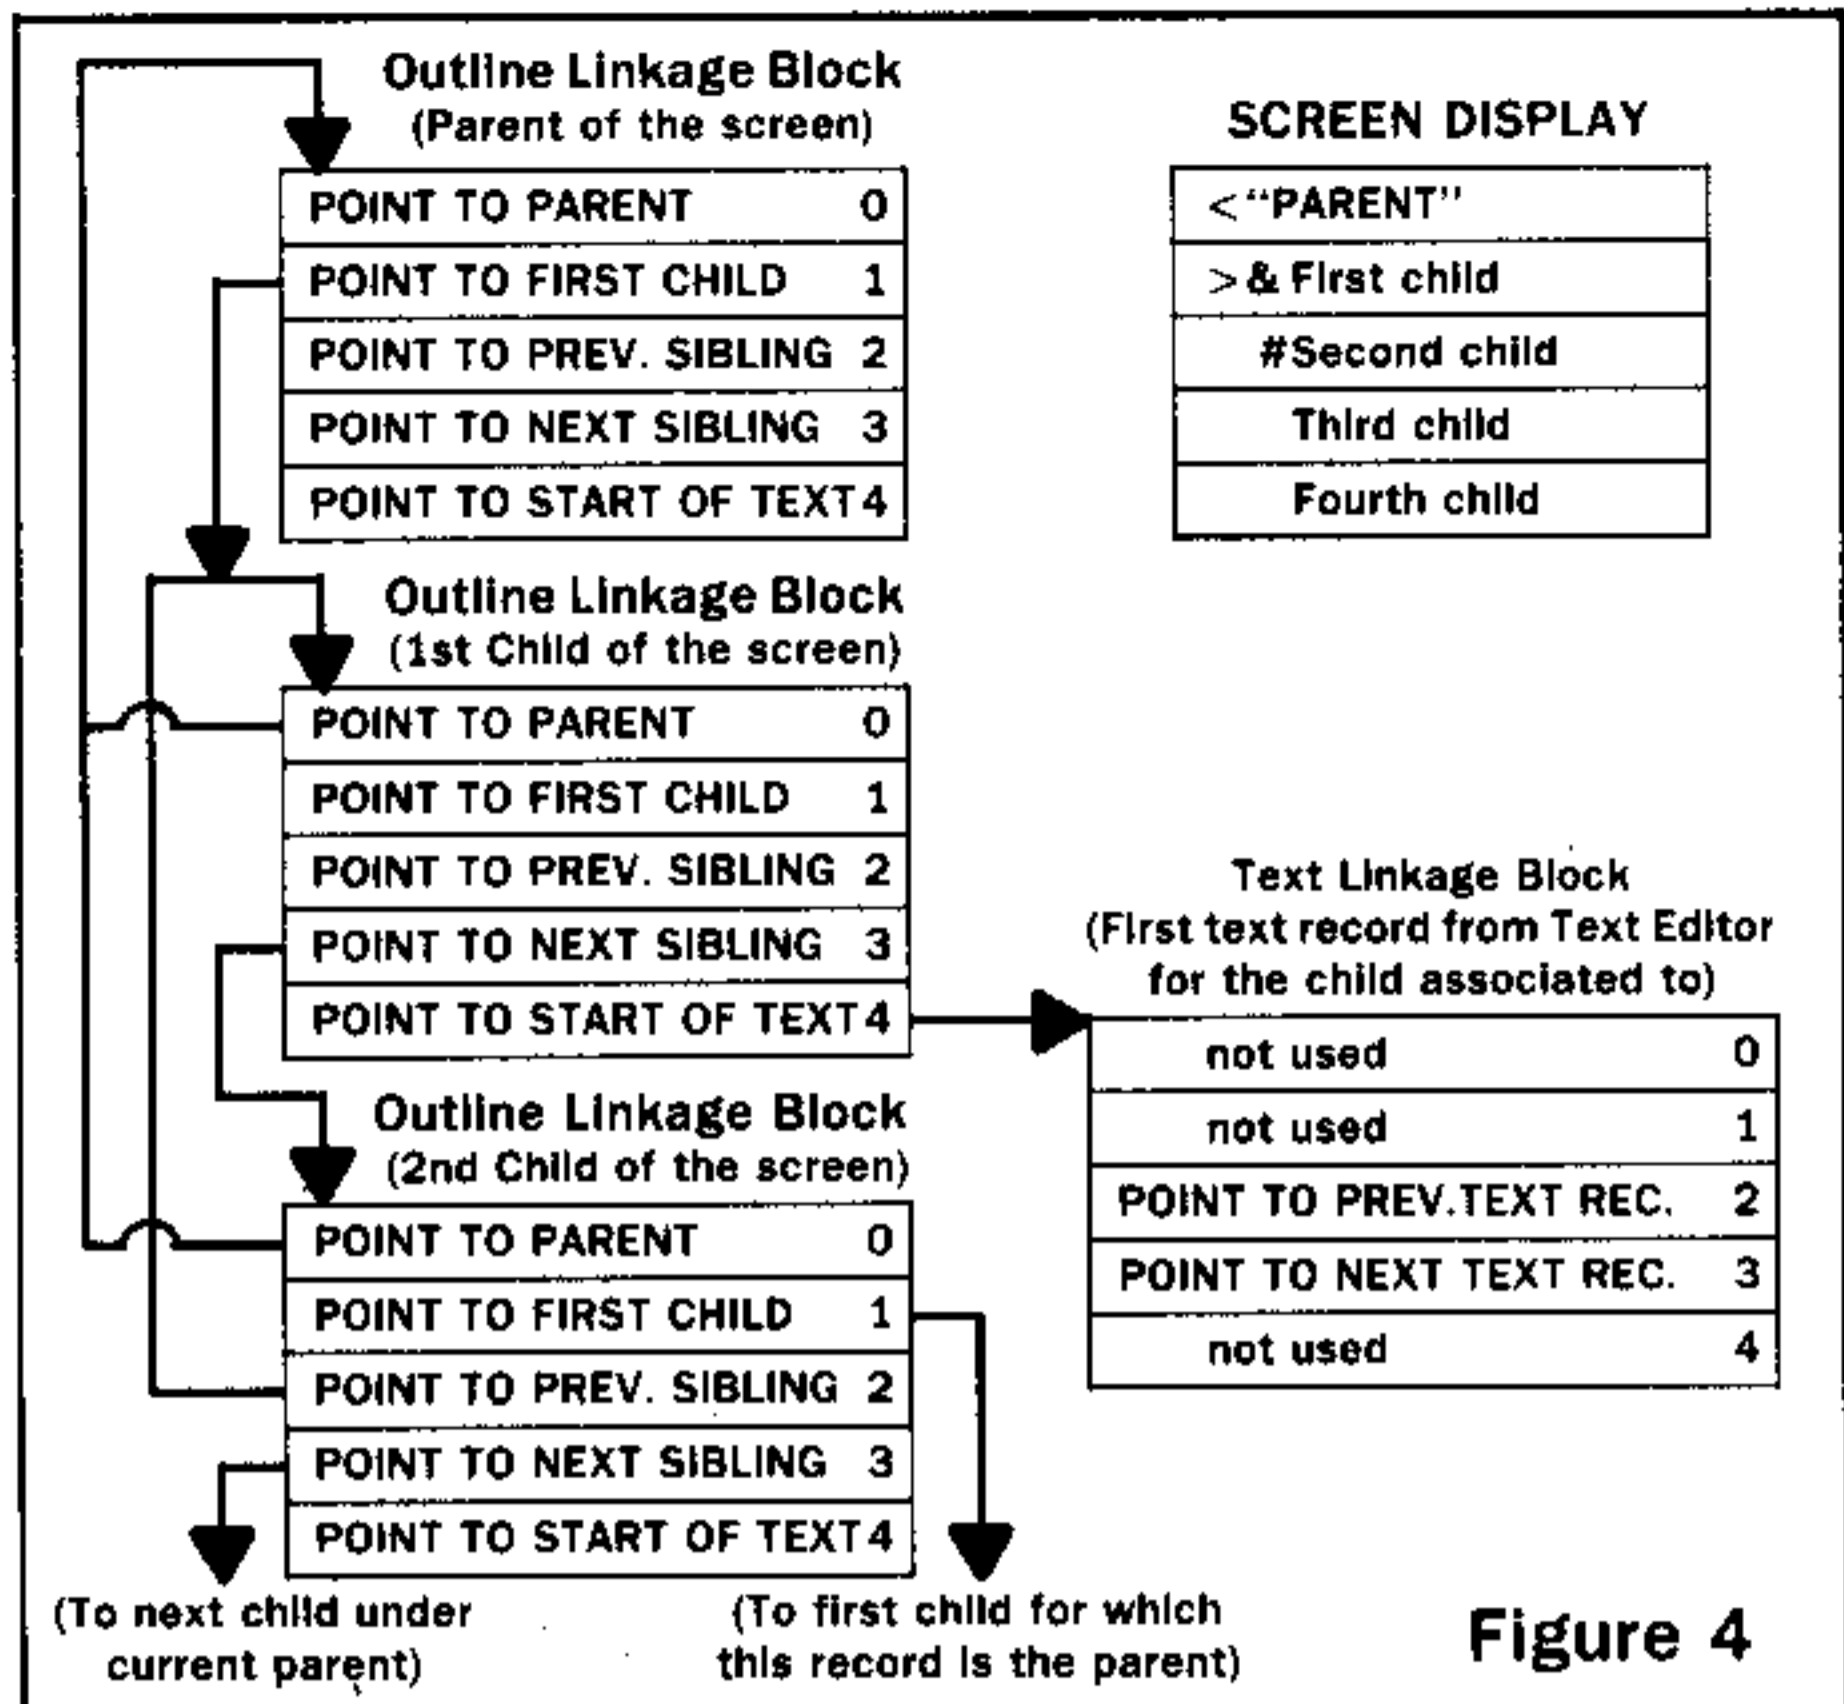 Outline Linkage Block
(Parent of the screen)
POINT TO PARENT 0
POINT TO FIRST CHILD 1
POINT TO PREV. SIBLING 2
POINT TO NEXT SIBLING 3
POINT TO START OF TEXT 4
SCREEN DISPLAY
<"PARENT"
>& First child
#Second child
Third child
Fourth child
Outline Linkage Block
(1st Child of the screen)
POINT TO PARENT 0
POINT TO FIRST CHILD 1
POINT TO PREV. SIBLING 2
POINT TO NEXT SIBLING 3
POINT TO START OF TEXT 4
Text Linkage Block
(First text record from Text Editor
for the child associated to)
not used 0
not used 1
POINT TO PREV. TEXT REC. 2
POINT TO NEXT TEXT REC. 3
not used 4
Outline Linkage Block
(2nd Child of the screen)
POINT TO PARENT 0
POINT TO FIRST CHILD 1
POINT TO PREV. SIBLING 2
POINT TO NEXT SIBLING 3
POINT TO START OF TEXT 4
(To next child under
current parent)
(To first child for which
this record is the parent)
Figure 4